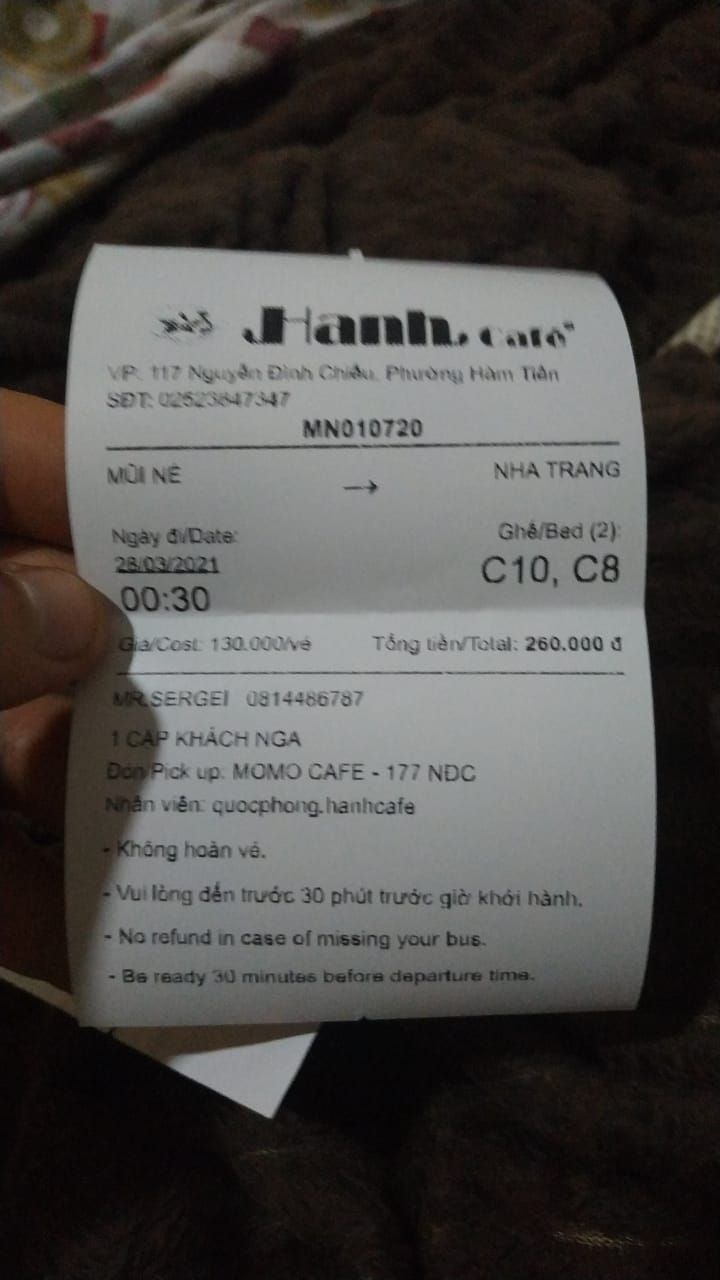 Hanh Café®
VP: 117 Nguyễn Đình Chiểu, Phường Hàm Tiến
SĐT: 02523847347
MN010720
MŨI NÉ → NHA TRANG
Ngày đi/Date: Ghế/Bed (2):
28/03/2021 C10, C8
00:30
Giá/Cost: 130.000/vé Tổng tiền/Total: 260.000 đ
MR.SERGEI 0814486787
1 CẶP KHÁCH NGA
Đón/Pick up: MOMO CAFE - 177 NĐC
Nhân viên: quocphong.hanhcafe
- Không hoàn vé.
- Vui lòng đến trước 30 phút trước giờ khởi hành.
- No refund in case of missing your bus.
- Be ready 30 minutes before departure time.